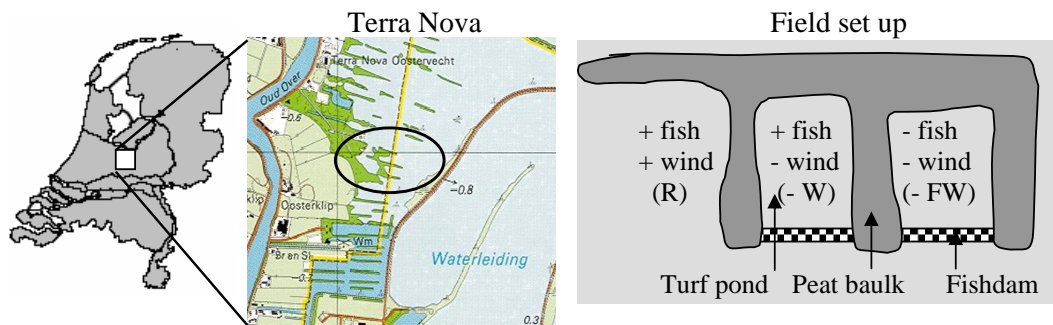 Terra Nova
Field set up
Terra Nova Oostervecht
Oud Over
-0.6
-0.8
Oosterklip
Wm
Waterleiding
0.3
+ fish
+ wind
(R)
+ fish
- wind
(- W)
- fish
- wind
(- FW)
Turf pond
Peat baulk
Fishdam